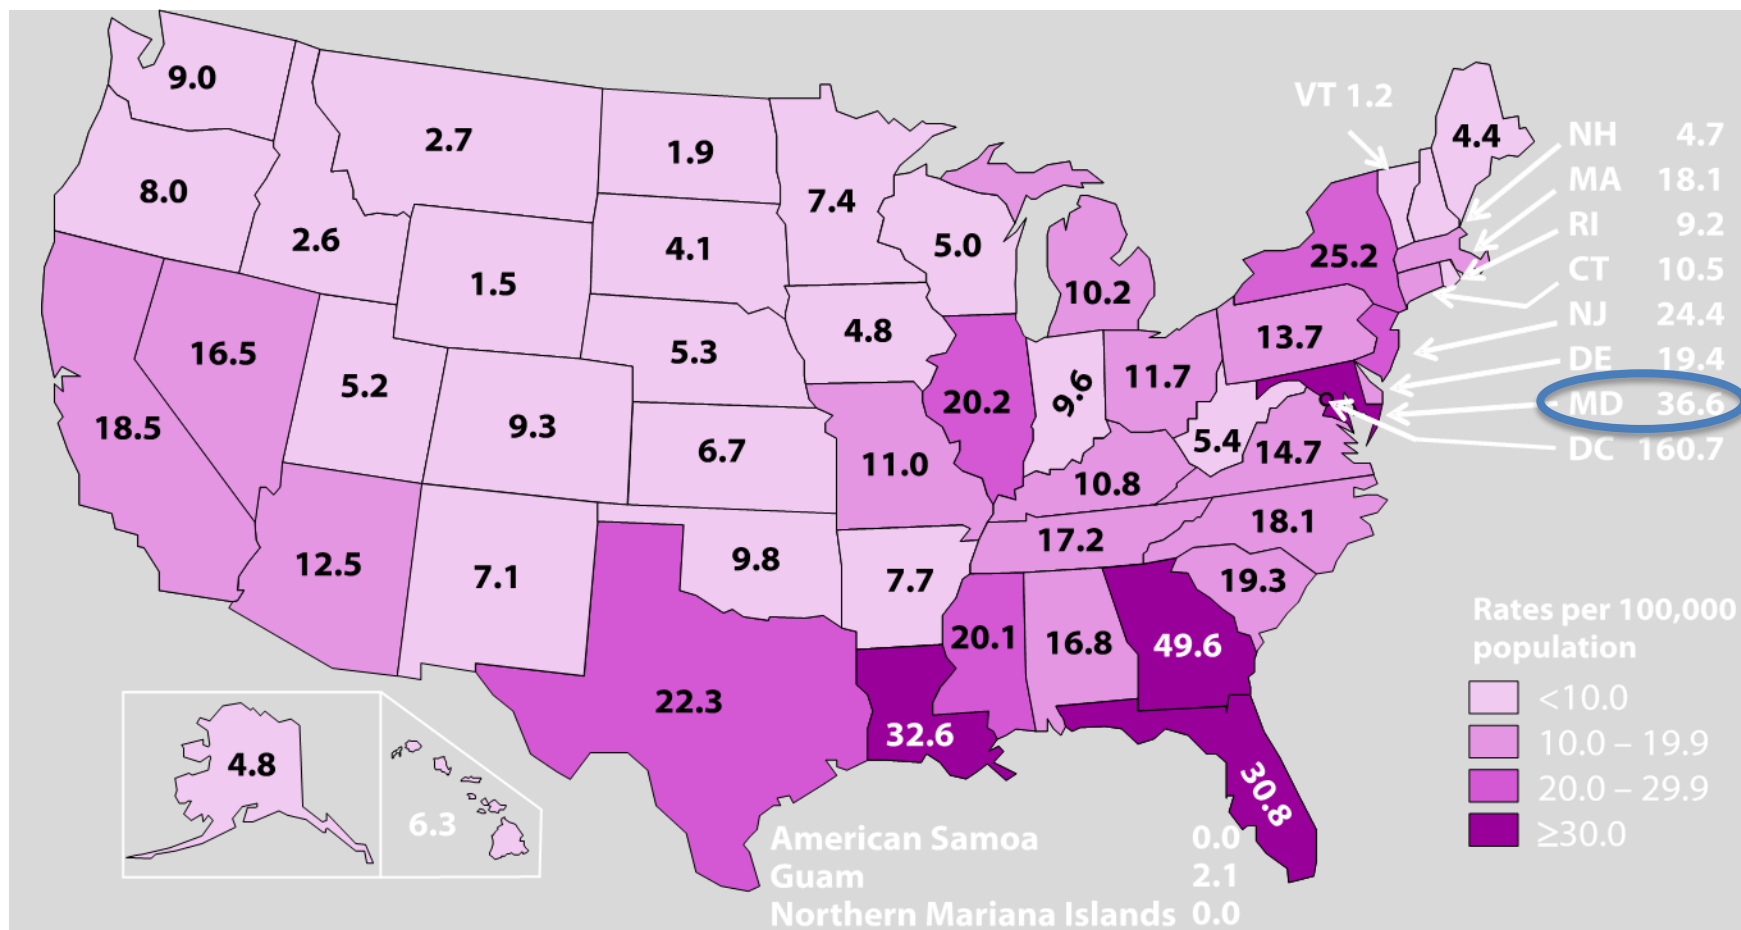 9.0
VT 1.2
4.4
NH 4.7
2.7
1.9
MA 18.1
8.0
7.4
RI 9.2
2.6
4.1
5.0
25.2
CT 10.5
1.5
10.2
NJ 24.4
16.5
5.3
4.8
13.7
DE 19.4
5.2
20.2
9.6
11.7
MD 36.6
18.5
9.3
6.7
11.0
5.4
14.7
DC 160.7
10.8
12.5
7.1
9.8
7.7
17.2
18.1
19.3
20.1
16.8
49.6
Rates per 100,000
population
<10.0
22.3
32.6
10.0 – 19.9
4.8
30.8
20.0 – 29.9
6.3
≥30.0
American Samoa 0.0
Guam 2.1
Northern Mariana Islands 0.0